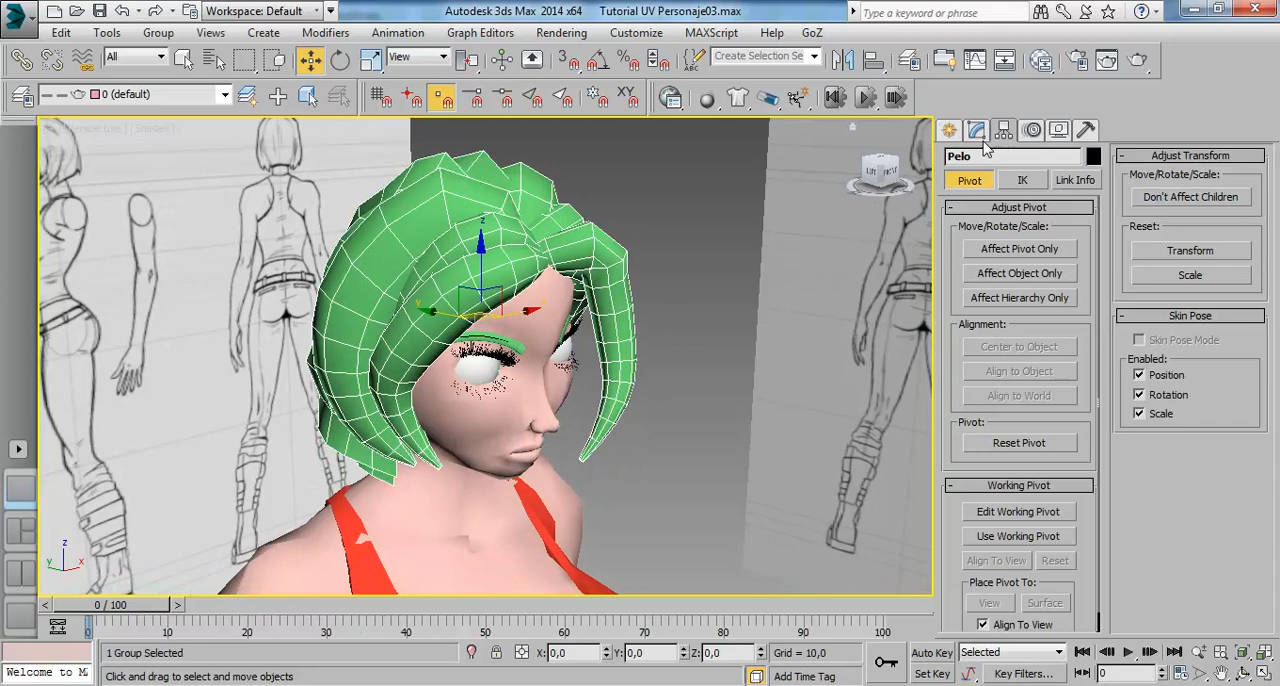 Workspace: Default
Autodesk 3ds Max 2014 x64
Tutorial UV Personaje03.max
Type a keyword or phrase
Edit
Tools
Group
Views
Create
Modifiers
Animation
Graph Editors
Rendering
Customize
MAXScript
Help
GoZ
All
View
Create Selection Se
0 (default)
Pelo
Pivot
IK
Link Info
Adjust Pivot
Move/Rotate/Scale:
Affect Pivot Only
Affect Object Only
Affect Hierarchy Only
Alignment:
Center to Object
Align to Object
Align to World
Pivot:
Reset Pivot
Working Pivot
Edit Working Pivot
Use Working Pivot
Align To View
Reset
Place Pivot To:
View
Surface
Align To View
Adjust Transform
Move/Rotate/Scale:
Don't Affect Children
Reset:
Transform
Scale
Skin Pose
Skin Pose Mode
Enabled:
Position
Rotation
Scale
0 / 100
0 10 20 30 40 50 60 70 80 90 100
1 Group Selected
X: 0,0
Y: 0,0
Z: 0,0
Grid = 10,0
Auto Key
Selected
Welcome to M
Click and drag to select and move objects
Add Time Tag
Set Key
Key Filters...
0